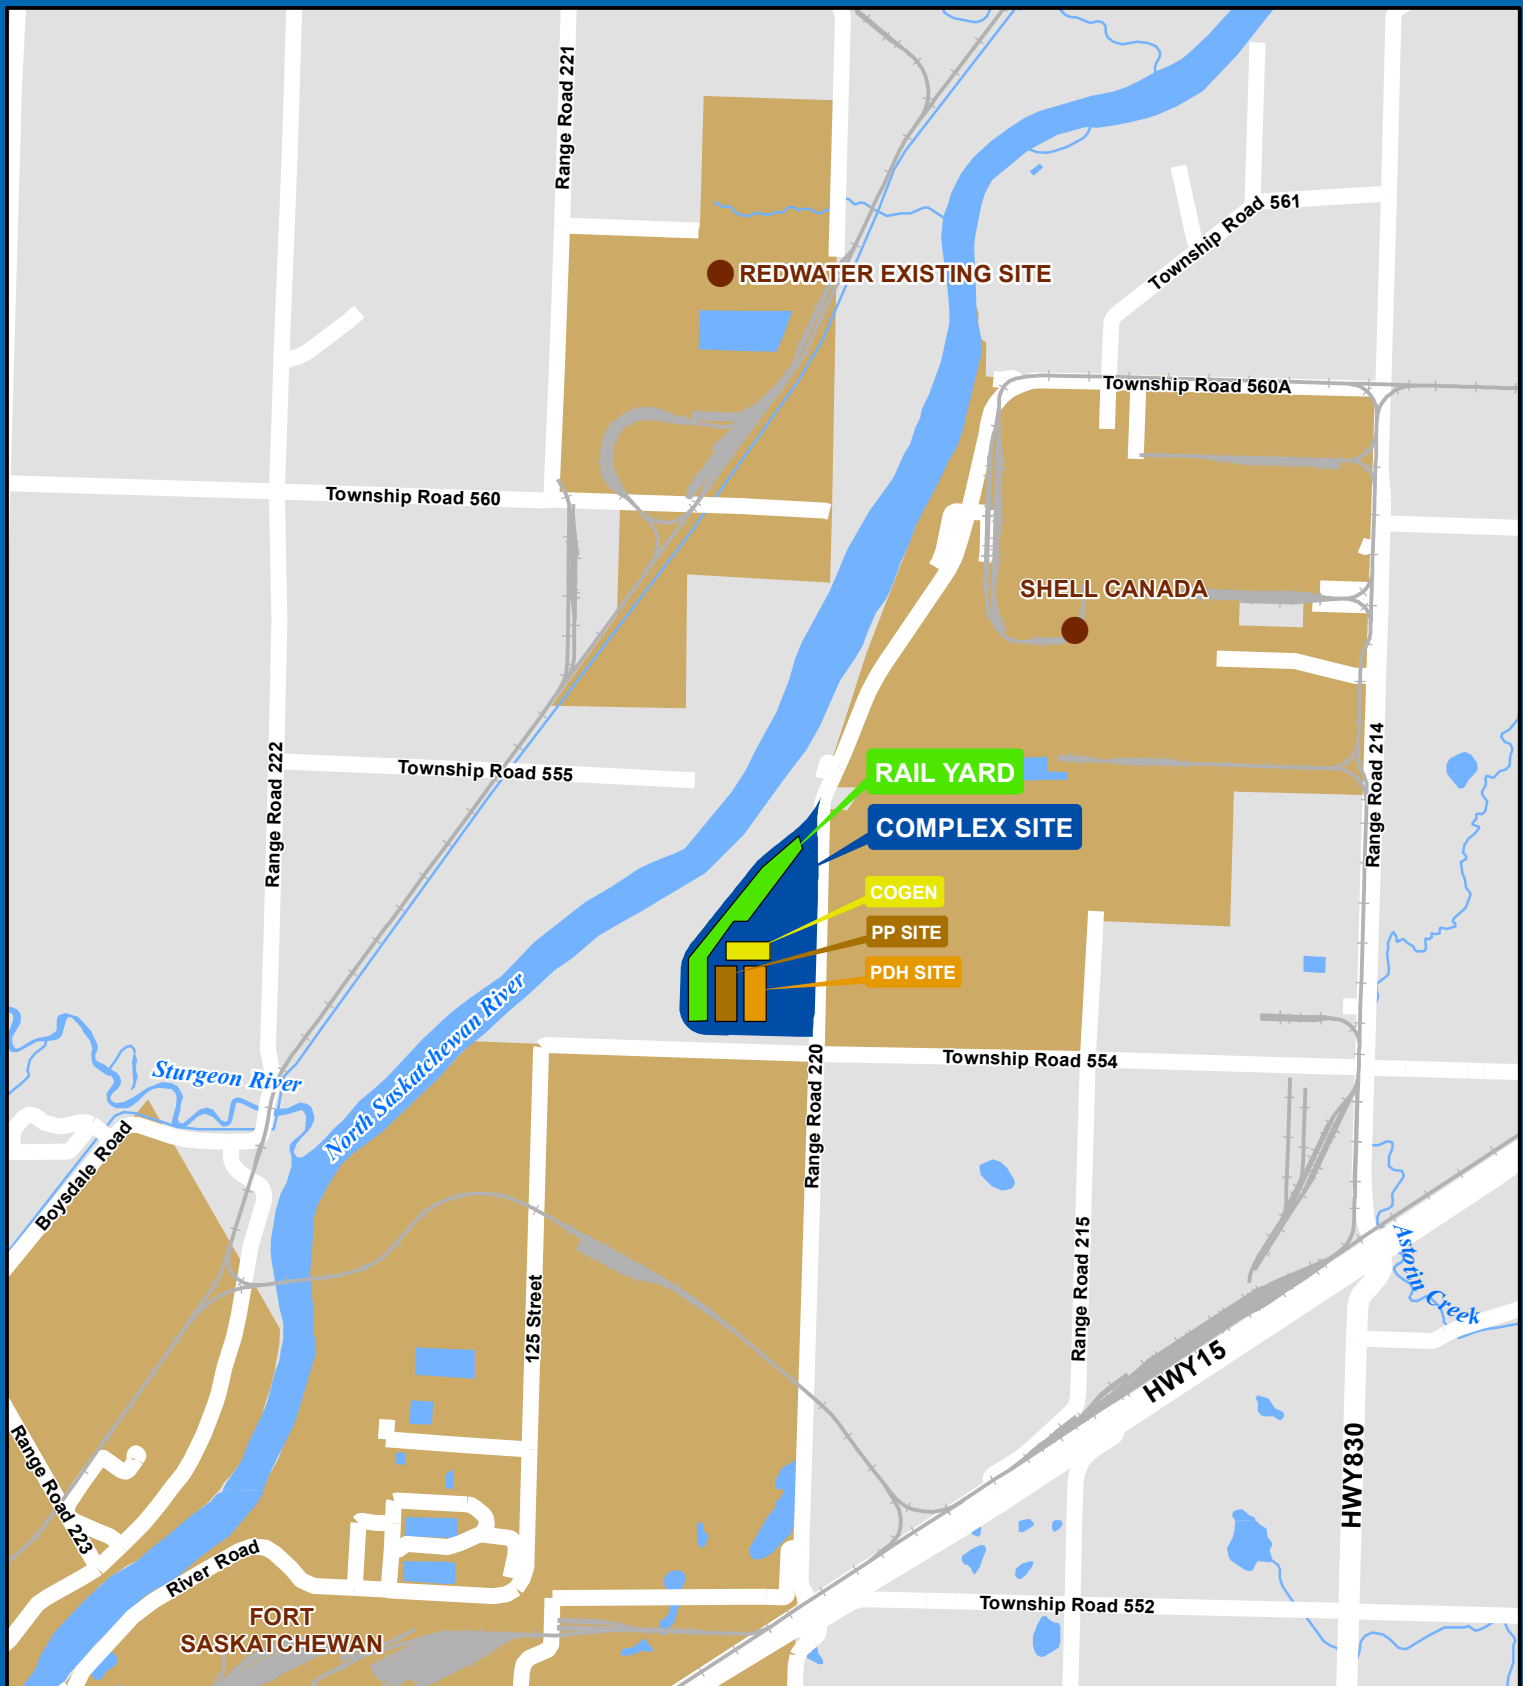 Range Road 221
Township Road 561
REDWATER EXISTING SITE
Township Road 560A
Township Road 560
SHELL CANADA
Range Road 222
Township Road 555
Range Road 214
RAIL YARD
COMPLEX SITE
COGEN
PP SITE
PDH SITE
North Saskatchewan River
Sturgeon River
Township Road 554
Range Road 220
Boysdale Road
Range Road 215
125 Street
Astotin Creek
HWY15
HWY830
Range Road 223
River Road
Township Road 552
FORT
SASKATCHEWAN